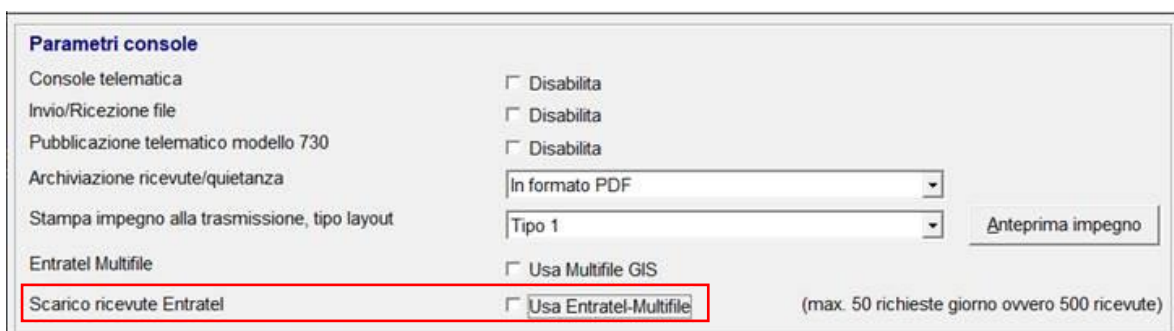 Parametri console
Console telematica Disabilita
Invio/Ricezione file Disabilita
Pubblicazione telematico modello 730 Disabilita
Archiviazione ricevute/quietanza In formato PDF
Stampa impegno alla trasmissione, tipo layout Tipo 1 Anteprima impegno
Entratel Multifile Usa Multifile GIS
Scarico ricevute Entratel Usa Entratel-Multifile (max. 50 richieste giorno ovvero 500 ricevute)